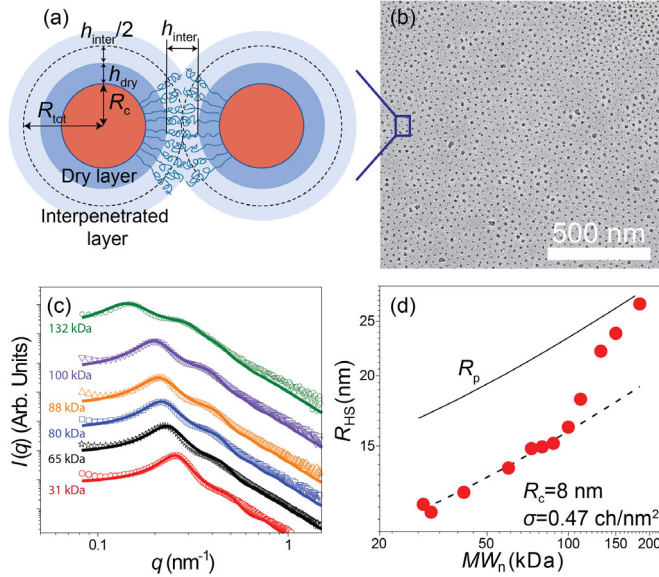 (a)
h_inter/2
h_inter
h_dry
R_c
R_tot
Dry layer
Interpenetrated
layer
(b)
500 nm
(c)
132 kDa
100 kDa
88 kDa
80 kDa
65 kDa
31 kDa
I(q) (Arb. Units)
0.1
1
q (nm⁻¹)
(d)
25
15
R_HS (nm)
R_p
R_c=8 nm
σ=0.47 ch/nm²
20
50
100
150
200
MW_n (kDa)